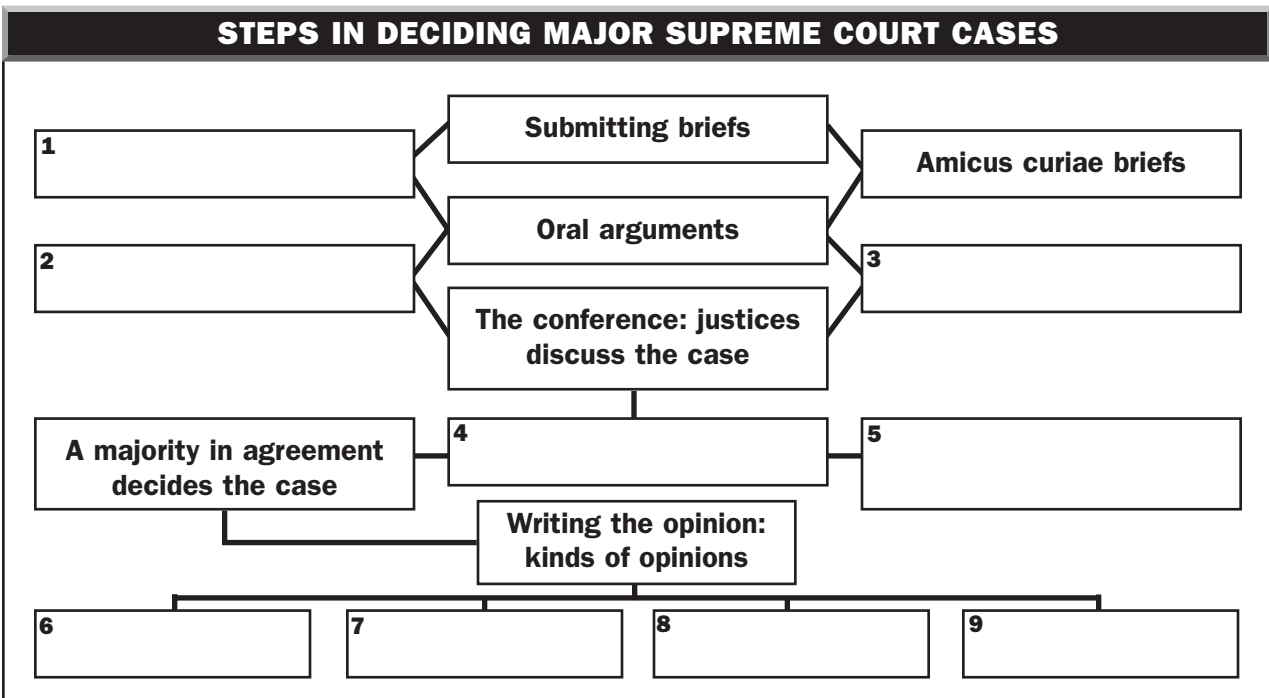 STEPS IN DECIDING MAJOR SUPREME COURT CASES
Submitting briefs
1
Amicus curiae briefs
Oral arguments
2
3
The conference: justices
discuss the case
4
5
A majority in agreement
decides the case
Writing the opinion:
kinds of opinions
6
7
8
9